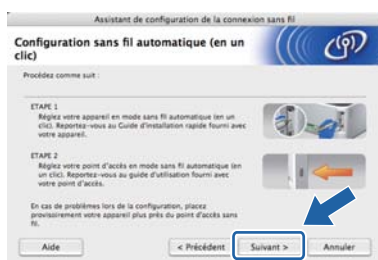 Assistant de configuration de la connexion sans fil
Configuration sans fil automatique (en un
clic)
Procédez comme suit :
ETAPE 1
Réglez votre appareil en mode sans fil automatique (en un
clic). Reportez-vous au Guide d'installation rapide fourni avec
votre appareil.
ETAPE 2
Réglez votre point d'accès en mode sans fil automatique (en
un clic). Reportez-vous au guide d'utilisation fourni avec
votre point d'accès.
En cas de problèmes lors de la configuration, placez
provisoirement votre appareil plus près du point d'accès sans
fil.
Aide
< Précédent
Suivant >
Annuler